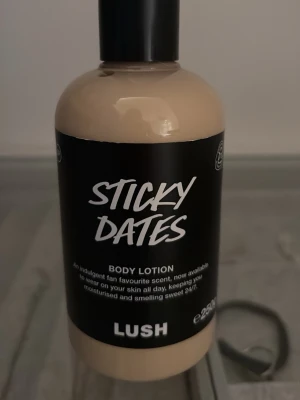 STICKY
DATES
BODY LOTION
An indulgent fan favourite scent, now available
to wear on your skin all day, keeping you
moisturised and smelling sweet 24/7!
LUSH